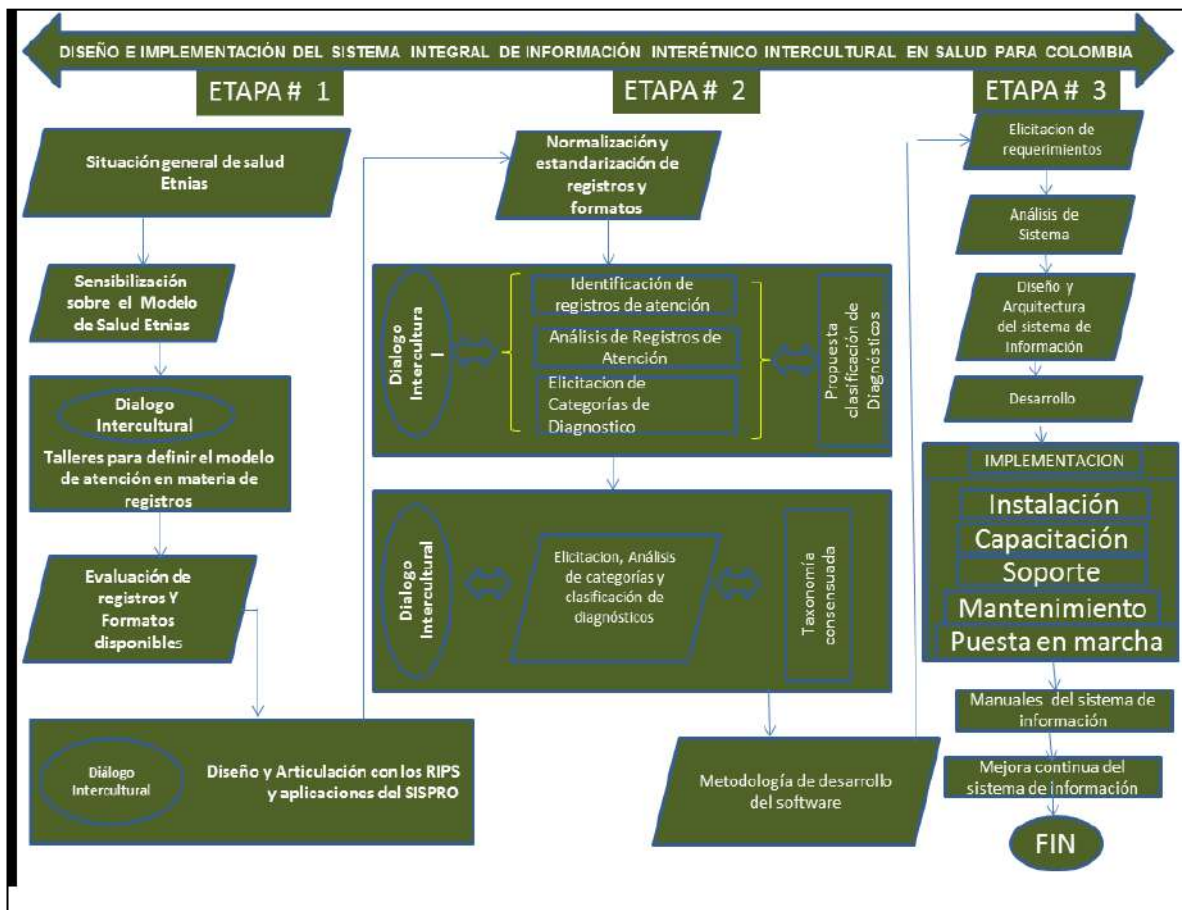 DISEÑO E IMPLEMENTACIÓN DEL SISTEMA INTEGRAL DE INFORMACIÓN INTERÉTNICO INTERCULTURAL EN SALUD PARA COLOMBIA
ETAPA # 1
Situación general de salud
Etnias
Sensibilización
sobre el Modelo
de Salud Etnias
Dialogo
Intercultural
Talleres para definir el modelo
de atención en materia de
registros
Evaluación de
registros Y
Formatos
disponibles
Diálogo
Intercultural
Diseño y Articulación con los RIPS
y aplicaciones del SISPRO
ETAPA # 2
Normalización y
estandarización de
registros y
formatos
Dialogo
Intercultura
l
Identificación de
registros de atención
Análisis de Registros de
Atención
Elicitacion de
Categorías de
Diagnostico
Propuesta
clasificación de
Diagnósticos
Dialogo
Intercultural
Elicitacion, Análisis
de categorías y
clasificación de
diagnósticos
Taxonomía
consensuada
Metodología de desarrollo
del software
ETAPA # 3
Elicitacion de
requerimientos
Análisis de
Sistema
Diseño y
Arquitectura
del sistema de
Información
Desarrollo
IMPLEMENTACION
Instalación
Capacitación
Soporte
Mantenimiento
Puesta en marcha
Manuales del sistema de
información
Mejora continua del
sistema de información
FIN